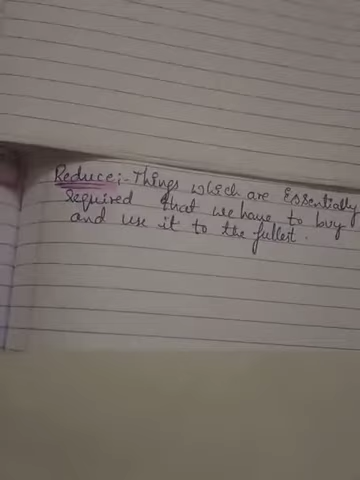 Reduce:- Things which are Essentially
required that we have to buy
and use it to the fullest.